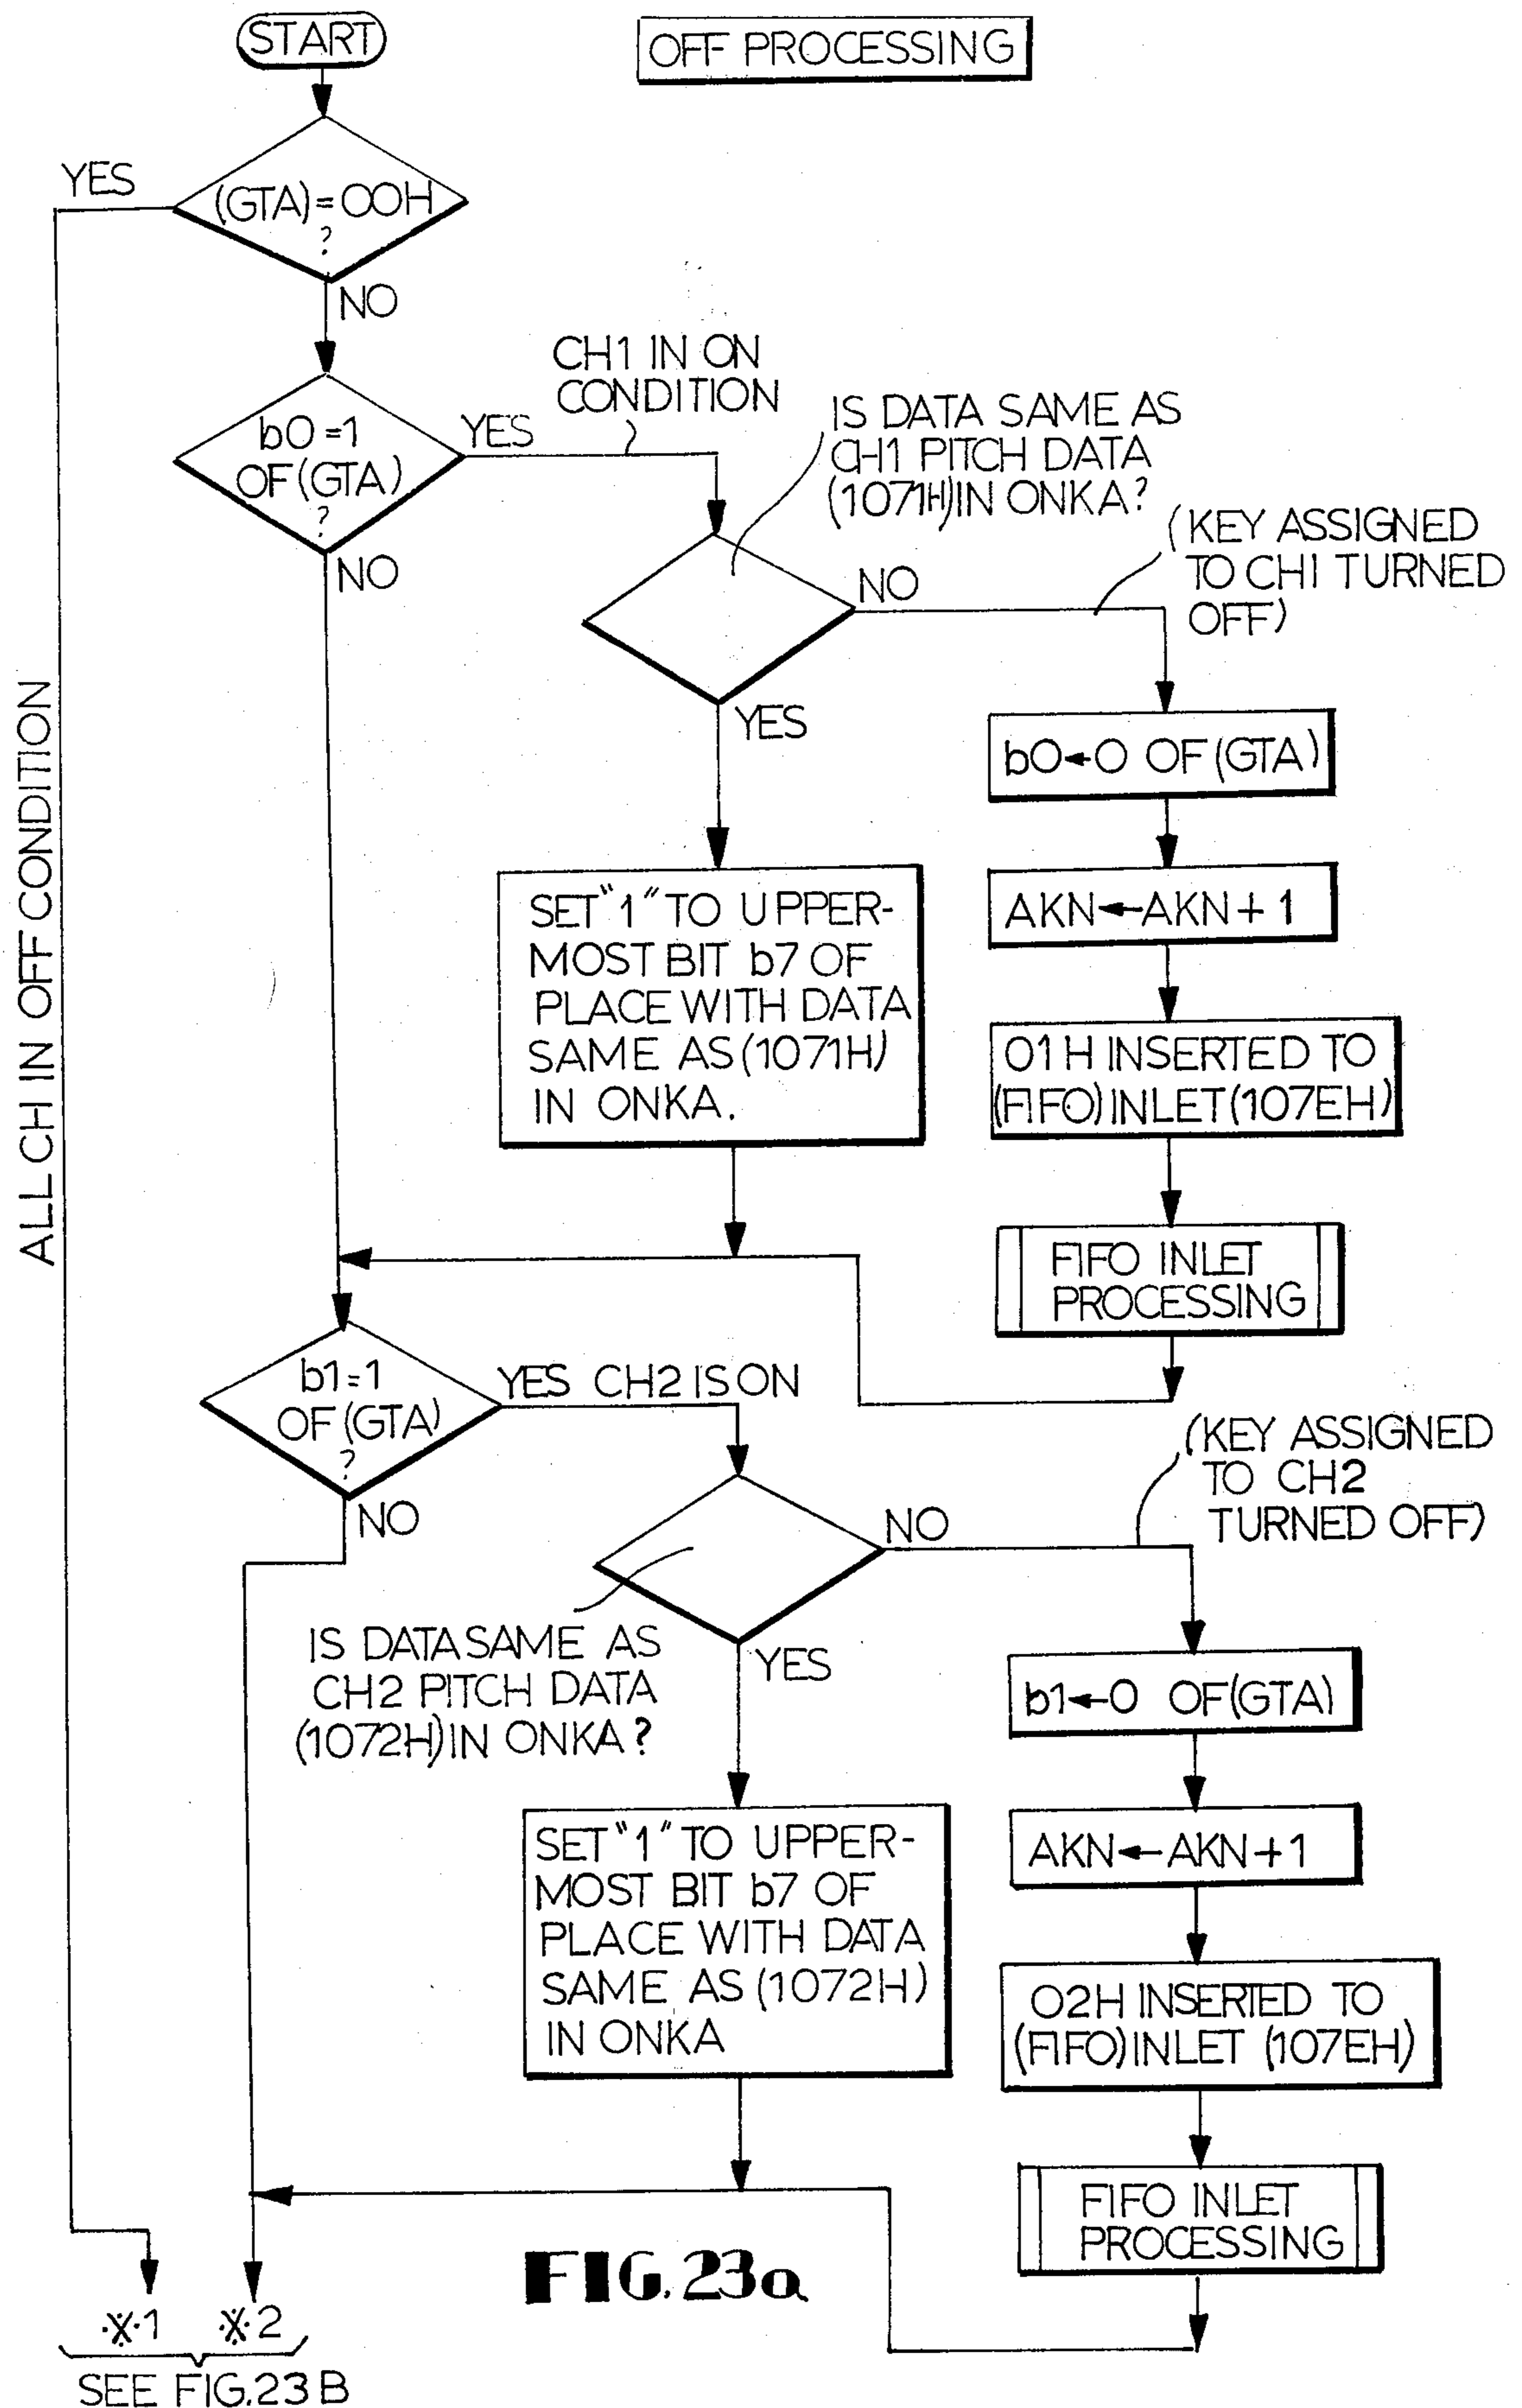 START
OFF PROCESSING
YES
(GTA)=00H
?
NO
CH1 IN ON
CONDITION
b0=1
OF(GTA)
?
YES
NO
IS DATA SAME AS
CH1 PITCH DATA
(1071H)IN ONKA?
(KEY ASSIGNED
TO CH1 TURNED
OFF)
NO
YES
ALL CH IN OFF CONDITION
b0←0 OF(GTA)
AKN←AKN+1
SET "1" TO UPPER-
MOST BIT b7 OF
PLACE WITH DATA
SAME AS(1071H)
IN ONKA.
01H INSERTED TO
(FIFO)INLET(107EH)
FIFO INLET
PROCESSING
b1=1
OF(GTA)
?
YES CH2 IS ON
NO
(KEY ASSIGNED
TO CH2
TURNED OFF)
NO
IS DATA SAME AS
CH2 PITCH DATA
(1072H)IN ONKA?
YES
b1←0 OF(GTA)
AKN←AKN+1
SET "1" TO UPPER-
MOST BIT b7 OF
PLACE WITH DATA
SAME AS(1072H)
IN ONKA
02H INSERTED TO
(FIFO)INLET (107EH)
FIFO INLET
PROCESSING
※1 ※2
SEE FIG.23B
FIG.23a